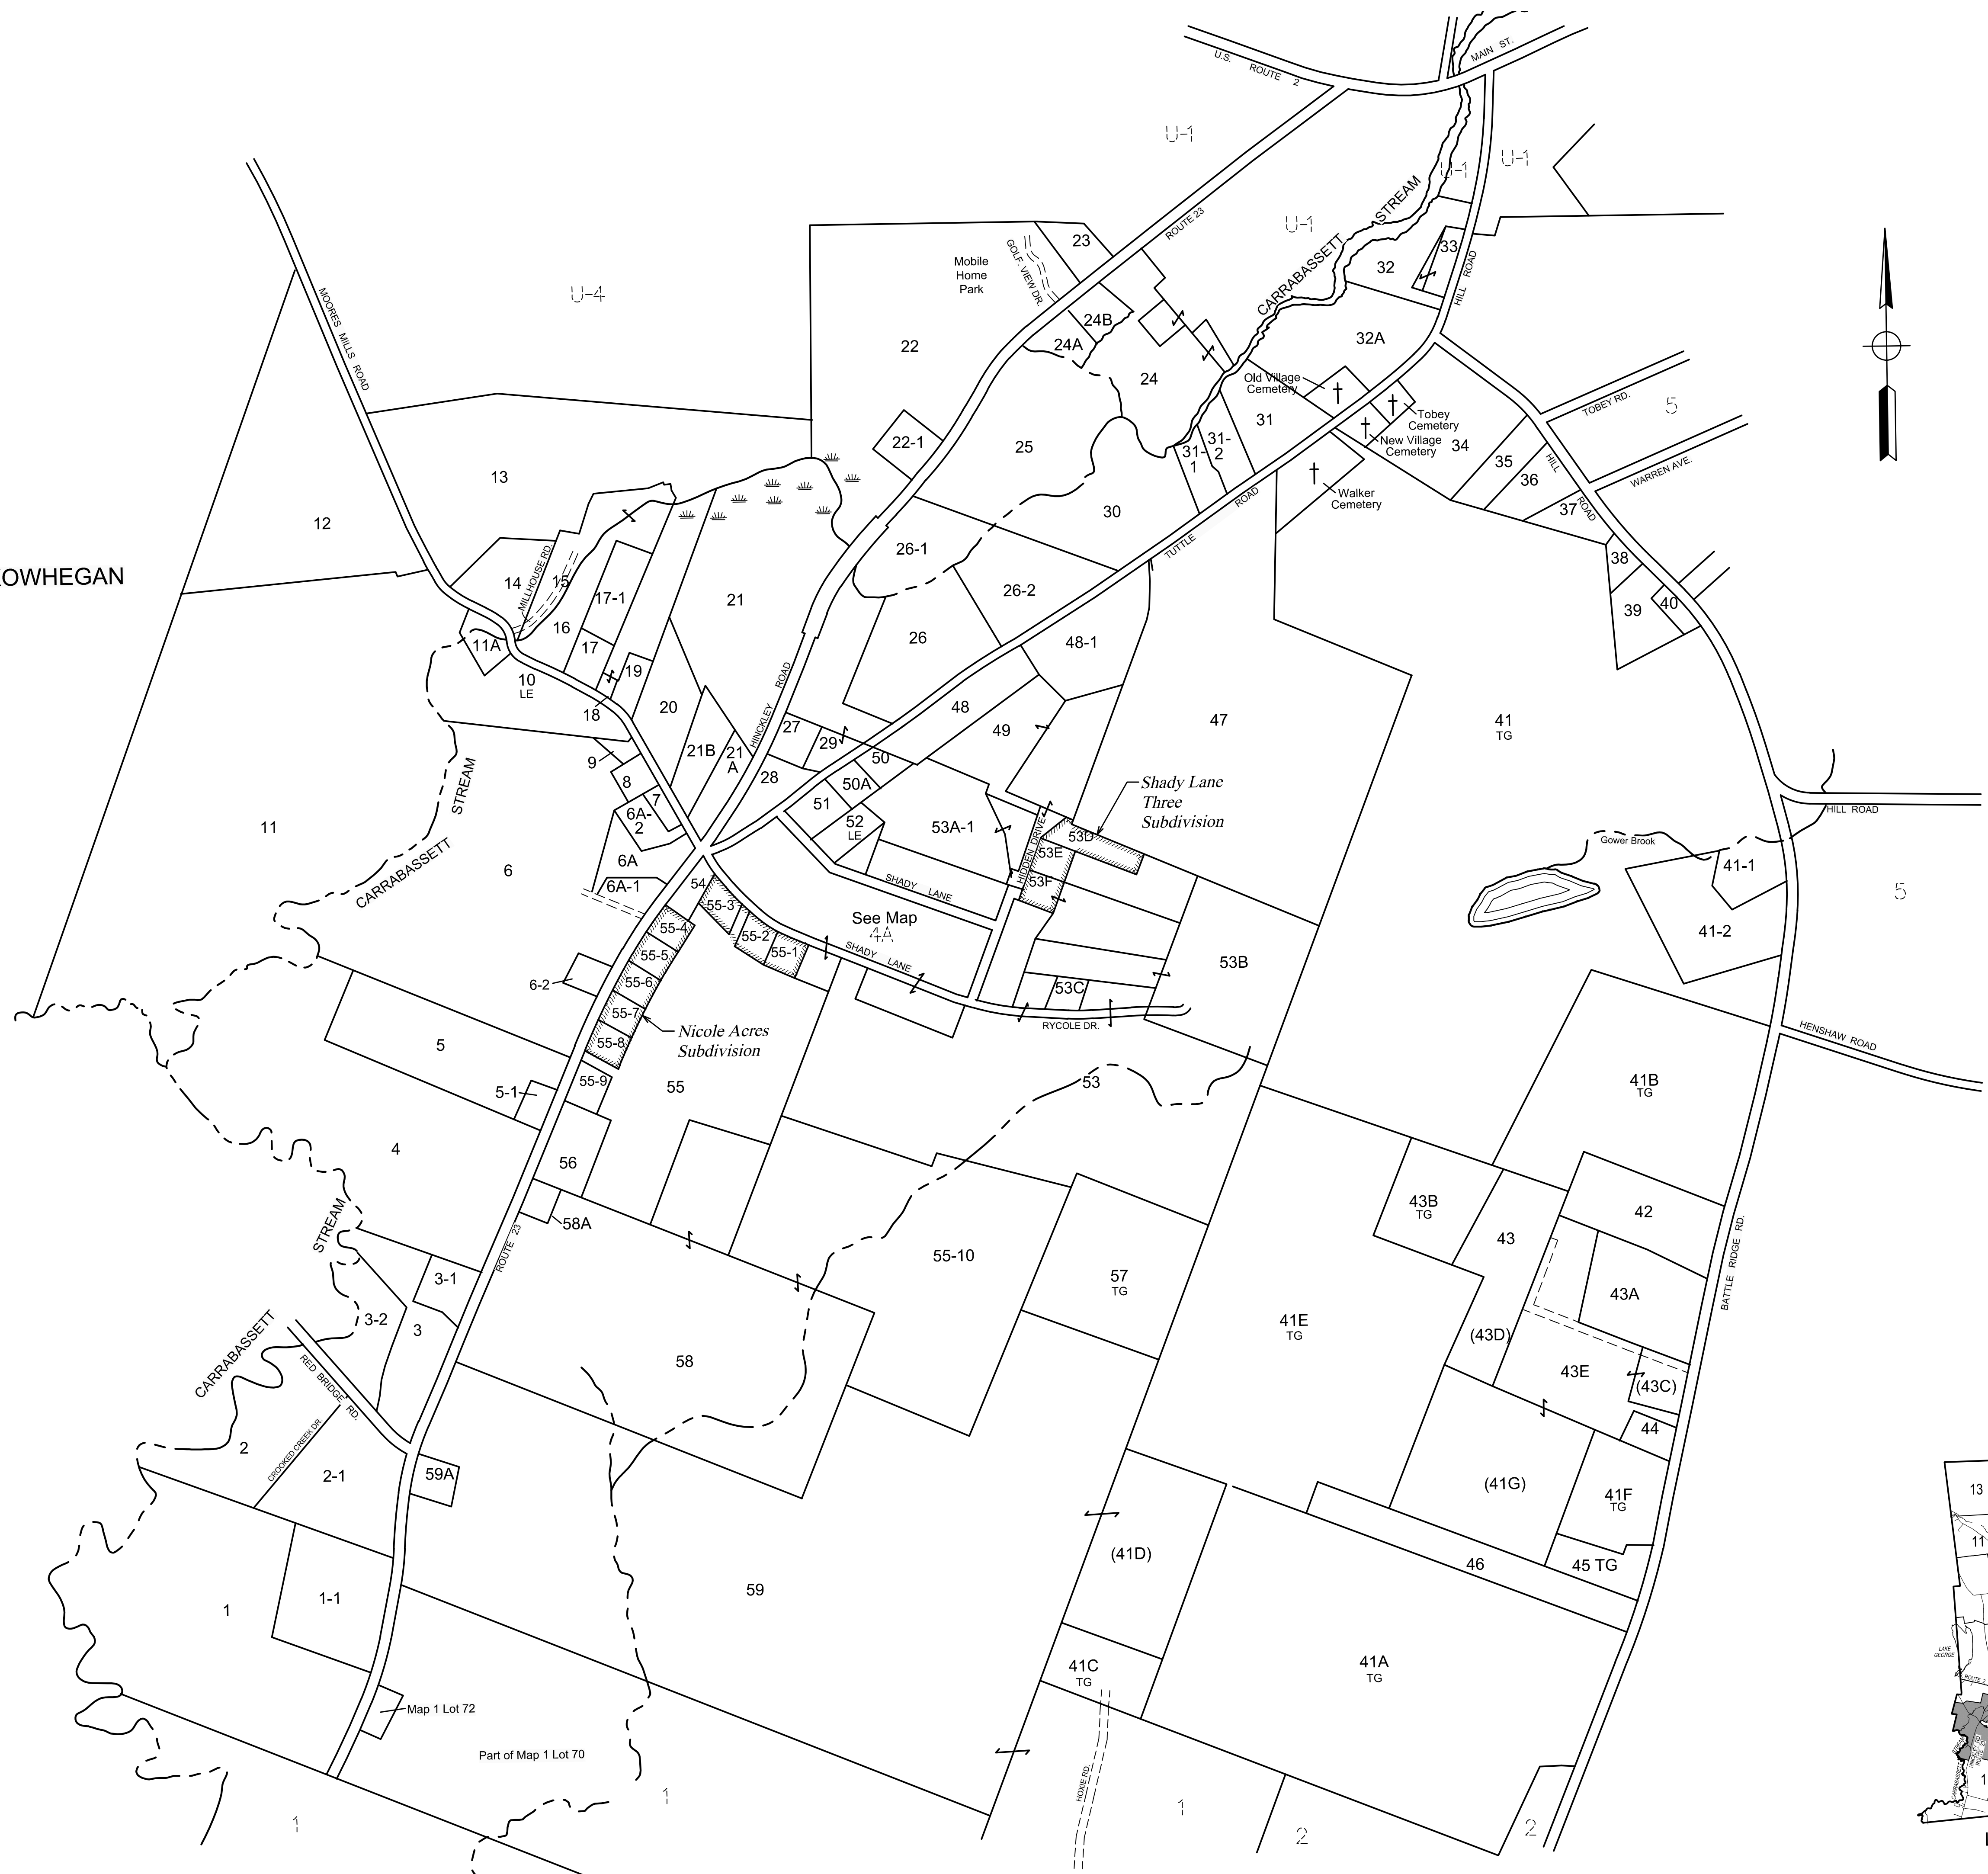 U.S. ROUTE 2
MAIN ST.
U-1
U-1
U-1
U-1
U-4
ROUTE 23
CARRABASSETT STREAM
HILL ROAD
33
32
32A
23
GOLF VIEW DR.
Mobile
Home
Park
24B
24A
24
22
22-1
25
MOORES MILLS ROAD
Old Village
Cemetery
Tobey
Cemetery
New Village
Cemetery
Walker
Cemetery
31
31-
2
31-
1
30
34
35
36
37
HILL ROAD
TOBEY RD.
5
WARREN AVE.
38
39
40
13
12
OWHEGAN
14
15
MILLHOUSE RD.
17-1
16
17
11A
10
LE
18
19
20
21
21B
21
A
26-1
26-2
26
TUTTLE ROAD
48-1
48
49
47
41
TG
HINCKLEY ROAD
27
29
28
50
50A
51
52
LE
53A-1
9
8
7
6A-
2
6A
6A-1
6
11
CARRABASSETT STREAM
Shady Lane
Three
Subdivision
HIDDEN DRIVE
53D
53E
53F
SHADY LANE
See Map
4A
SHADY LANE
54
55-3
55-2
55-1
55-4
55-5
55-6
55-7
55-8
55-9
Nicole Acres
Subdivision
6-2
53B
53C
RYCOLE DR.
HILL ROAD
Gower Brook
41-1
41-2
5
HENSHAW ROAD
5
5-1
4
55
53
56
58A
41B
TG
43B
TG
42
43
43A
BATTLE RIDGE RD.
STREAM
ROUTE 23
3-1
3-2
3
55-10
57
TG
41E
TG
(43D)
43E
(43C)
44
58
CARRABASSETT
RED BRIDGE RD.
CROOKED CREEK DR.
2
2-1
59A
(41G)
41F
TG
45 TG
46
(41D)
59
1
1-1
41C
TG
41A
TG
Map 1 Lot 72
Part of Map 1 Lot 70
HOXIE RD.
1
1
1
2
2
13
11
LAKE
GEORGE
ROUTE 2